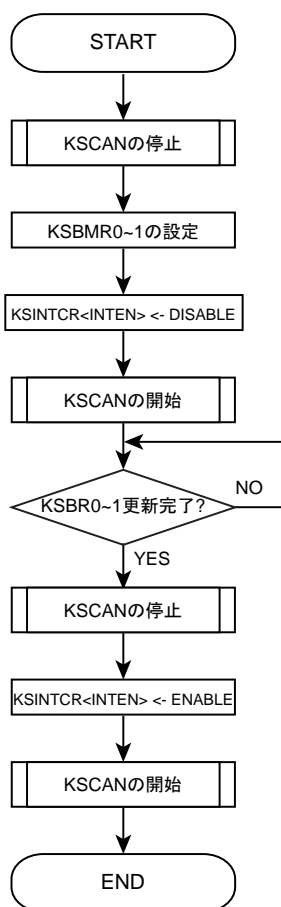 START
KSCANの停止
KSBMR0~1の設定
KSINTCR<INTEN> <- DISABLE
KSCANの開始
KSBR0~1更新完了?
NO
YES
KSCANの停止
KSINTCR<INTEN> <- ENABLE
KSCANの開始
END